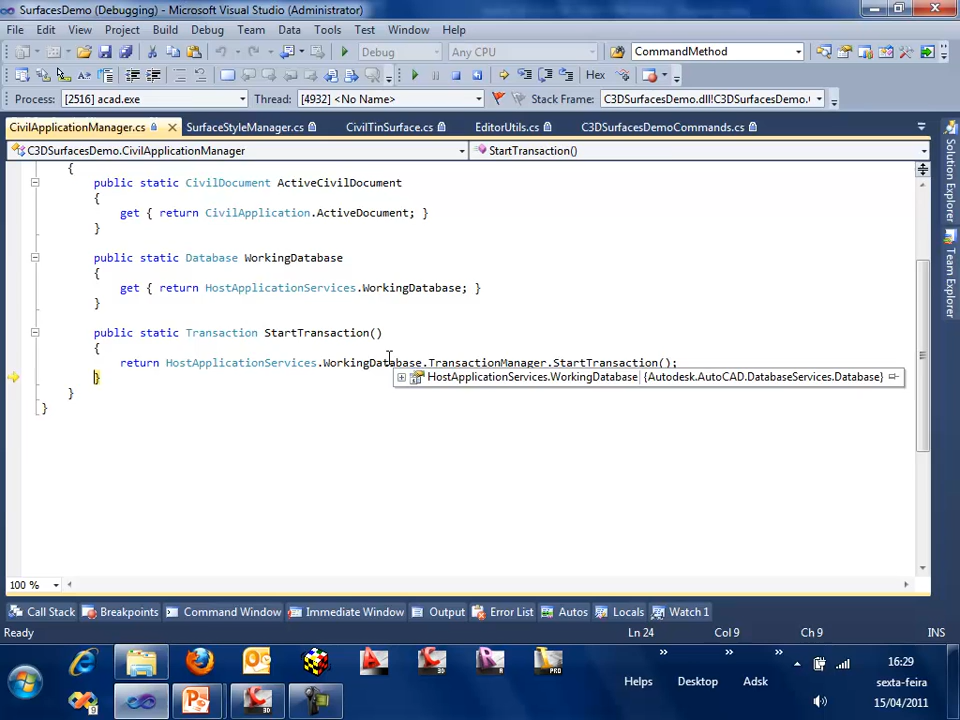 SurfacesDemo (Debugging) - Microsoft Visual Studio (Administrator)
File Edit View Project Build Debug Team Data Tools Test Window Help
Debug Any CPU CommandMethod
Hex
Process: [2516] acad.exe Thread: [4932] <No Name> Stack Frame: C3DSurfacesDemo.dll!C3DSurfacesDemo.
CivilApplicationManager.cs SurfaceStyleManager.cs CivilTinSurface.cs EditorUtils.cs C3DSurfacesDemoCommands.cs
C3DSurfacesDemo.CivilApplicationManager StartTransaction()
{
public static CivilDocument ActiveCivilDocument
{
get { return CivilApplication.ActiveDocument; }
}
public static Database WorkingDatabase
{
get { return HostApplicationServices.WorkingDatabase; }
}
public static Transaction StartTransaction()
{
return HostApplicationServices.WorkingDatabase.TransactionManager.StartTransaction();
HostApplicationServices.WorkingDatabase {Autodesk.AutoCAD.DatabaseServices.Database}
}
}
}
Solution Explorer
Team Explorer
100 %
Call Stack Breakpoints Command Window Immediate Window Output Error List Autos Locals Watch 1
Ready Ln 24 Col 9 Ch 9 INS
PRO
Helps Desktop Adsk
16:29
sexta-feira
15/04/2011